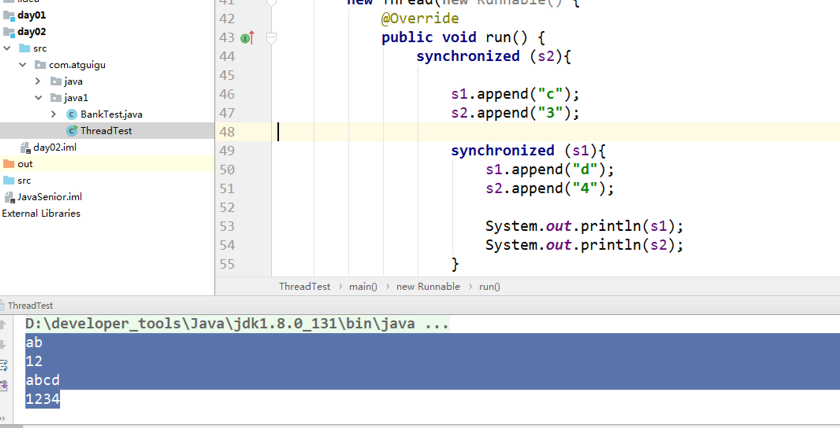 day01
day02
src
com.atguigu
java
java1
BankTest.java
ThreadTest
day02.iml
out
src
JavaSenior.iml
External Libraries
41 new Thread(new Runnable() {
42 @Override
43 public void run() {
44 synchronized (s2){
45
46 s1.append("c");
47 s2.append("3");
48
49 synchronized (s1){
50 s1.append("d");
51 s2.append("4");
52
53 System.out.println(s1);
54 System.out.println(s2);
55 }
ThreadTest › main() › new Runnable › run()
ThreadTest
D:\developer_tools\Java\jdk1.8.0_131\bin\java ...
ab
12
abcd
1234